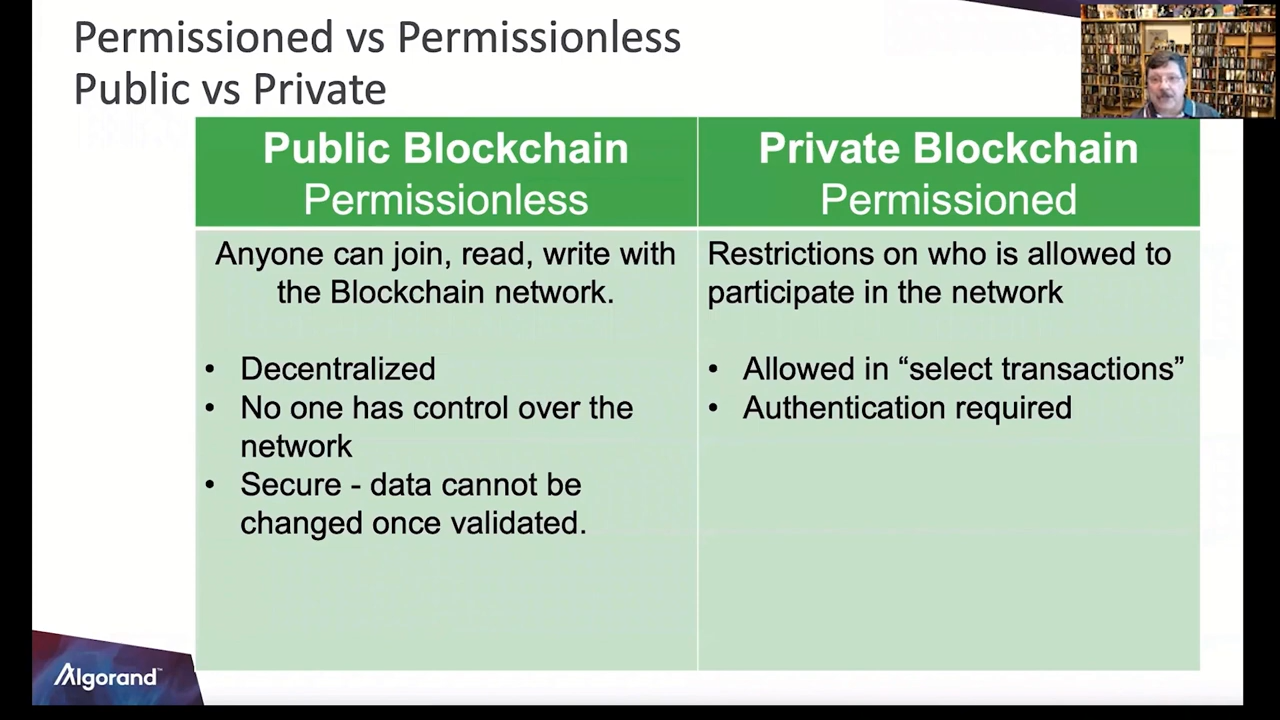 Permissioned vs Permissionless
Public vs Private
Public Blockchain
Permissionless
Private Blockchain
Permissioned
Anyone can join, read, write with
the Blockchain network.
• Decentralized
• No one has control over the
network
• Secure - data cannot be
changed once validated.
Restrictions on who is allowed to
participate in the network
• Allowed in “select transactions”
• Authentication required
Algorand™